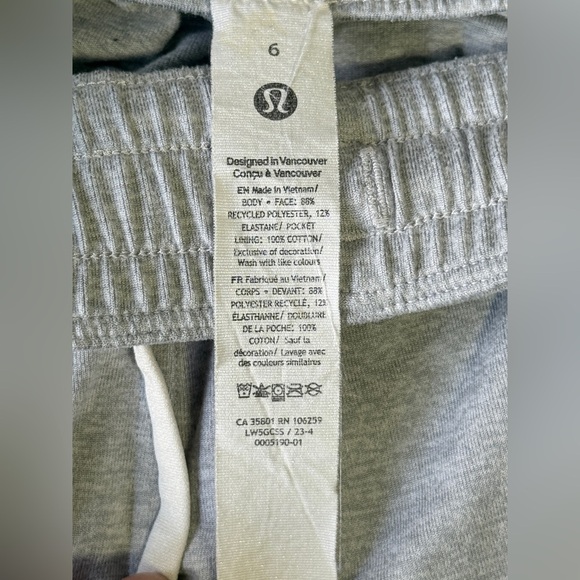 6
Designed in Vancouver
Conçu à Vancouver
EN Made in Vietnam/
BODY + FACE: 88%
RECYCLED POLYESTER, 12%
ELASTANE/ POCKET
LINING: 100% COTTON/
Exclusive of decoration/
Wash with like colours
FR Fabriqué au Vietnam/
CORPS + DEVANT: 88%
POLYESTER RECYCLÉ, 12%
ÉLASTHANNE/ DOUBLURE
DE LA POCHE: 100%
COTON/ Sauf la
décoration/ Lavage avec
des couleurs similaires
CA 35801 RN 106259
LW5GCSS / 23-4
0005190-01